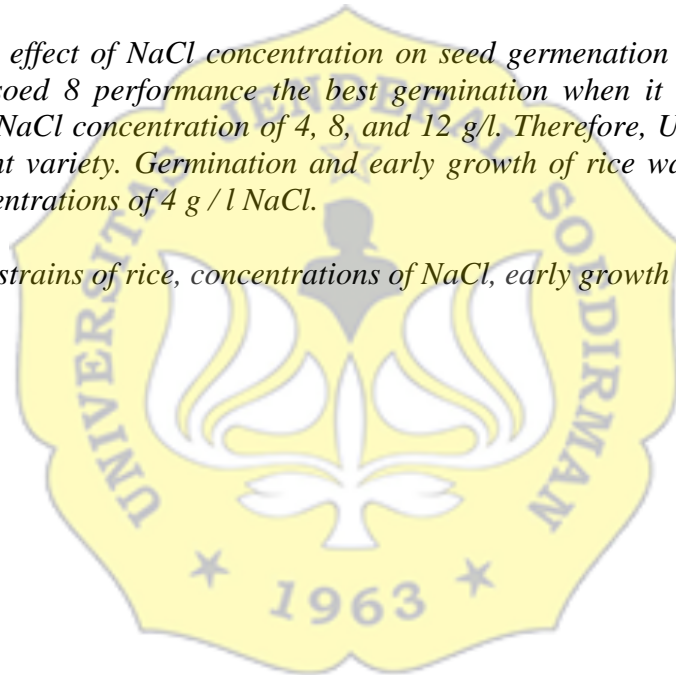 effect of NaCl concentration on seed germenation
oed 8 performance the best germination when it
NaCl concentration of 4, 8, and 12 g/l. Therefore, U
nt variety. Germination and early growth of rice wa
entrations of 4 g / l NaCl.
strains of rice, concentrations of NaCl, early growth
UNIVERSITAS JENDERAL SOEDIRMAN
1963